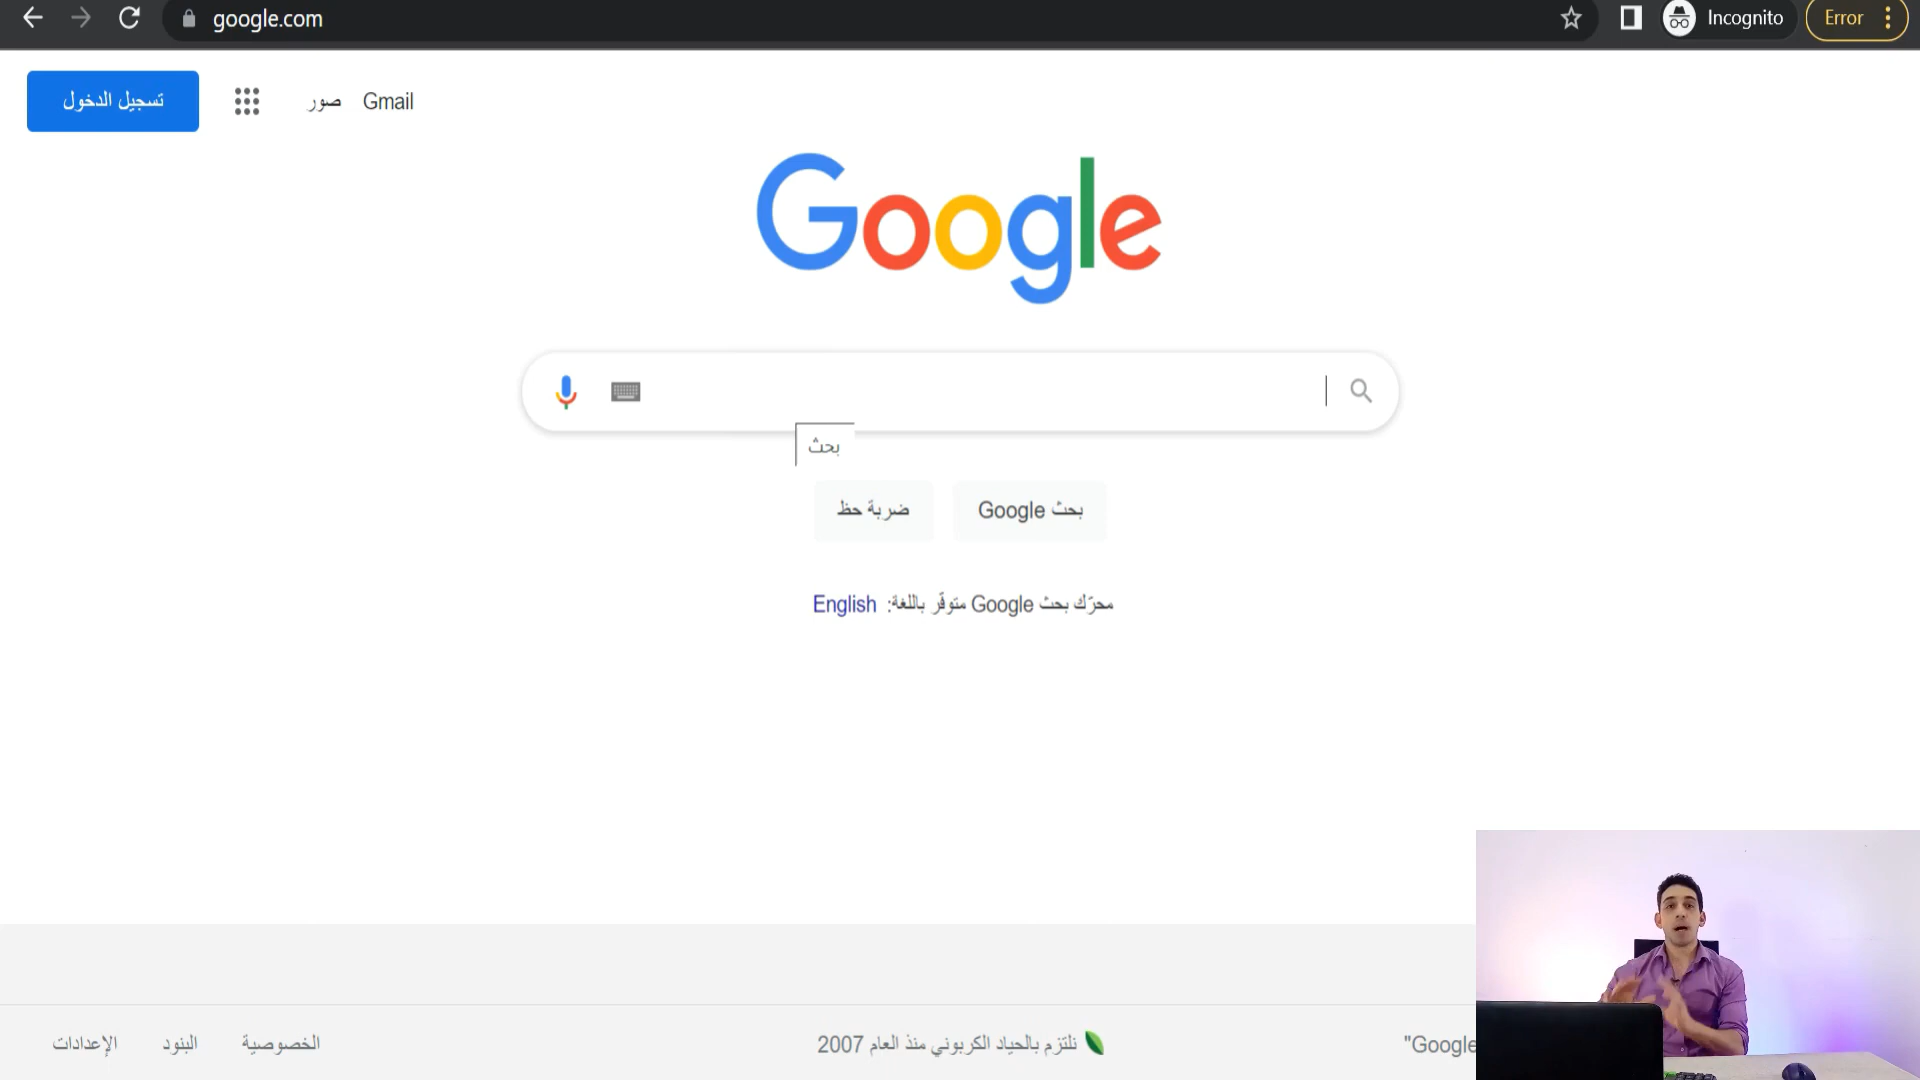 google.com
Incognito
Error
تسجيل الدخول
صور
Gmail
Google
بحث
بحث Google
ضربة حظ
محرّك بحث Google متوفّر باللغة: English
نلتزم بالحياد الكربوني منذ العام 2007
"Google
الخصوصية
البنود
الإعدادات